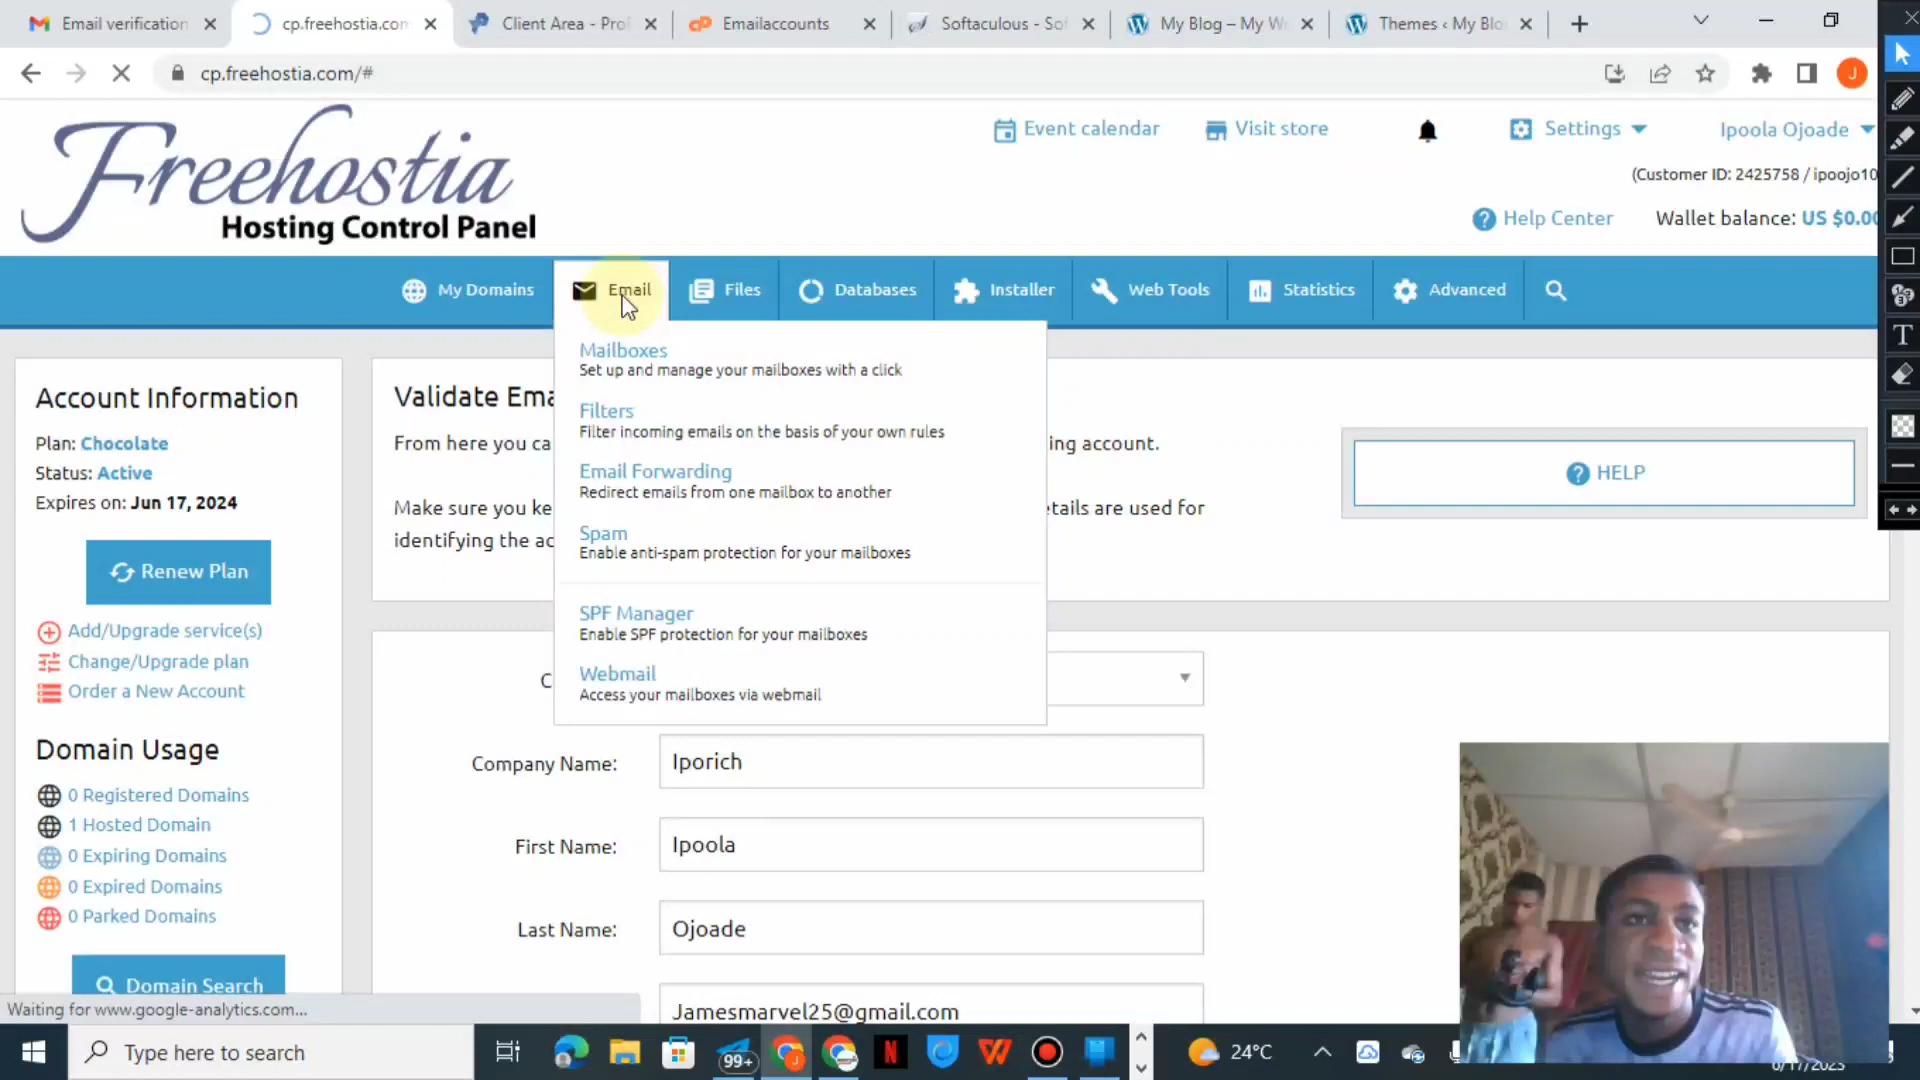 Email verification
cp.freehostia.com
Client Area - Pro
Emailaccounts
Softaculous - Sof
My Blog – My W
Themes ‹ My Blo
cp.freehostia.com/#
J
Freehostia
Hosting Control Panel
Event calendar
Visit store
Settings
Ipoola Ojoade
(Customer ID: 2425758 / ipoojo10
Help Center
Wallet balance: US $0.00
My Domains
Email
Files
Databases
Installer
Web Tools
Statistics
Advanced
Mailboxes
Set up and manage your mailboxes with a click
Filters
Filter incoming emails on the basis of your own rules
Email Forwarding
Redirect emails from one mailbox to another
Spam
Enable anti-spam protection for your mailboxes
SPF Manager
Enable SPF protection for your mailboxes
Webmail
Access your mailboxes via webmail
Account Information
Plan: Chocolate
Status: Active
Expires on: Jun 17, 2024
Renew Plan
Add/Upgrade service(s)
Change/Upgrade plan
Order a New Account
Domain Usage
0 Registered Domains
1 Hosted Domain
0 Expiring Domains
0 Expired Domains
0 Parked Domains
Domain Search
Validate Ema
From here you ca
ing account.
Make sure you ke
etails are used for
identifying the ac
HELP
C
Company Name:
Iporich
First Name:
Ipoola
Last Name:
Ojoade
Jamesmarvel25@gmail.com
Waiting for www.google-analytics.com...
Type here to search
99+
24°C
6/17/2023